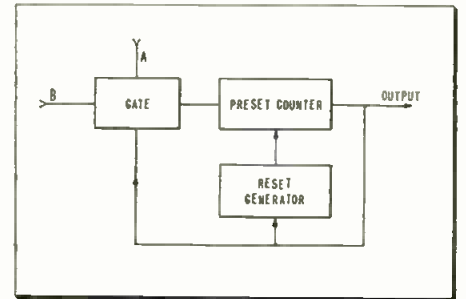 A
B
GATE
PRESET COUNTER
OUTPUT
RESET
GENERATOR